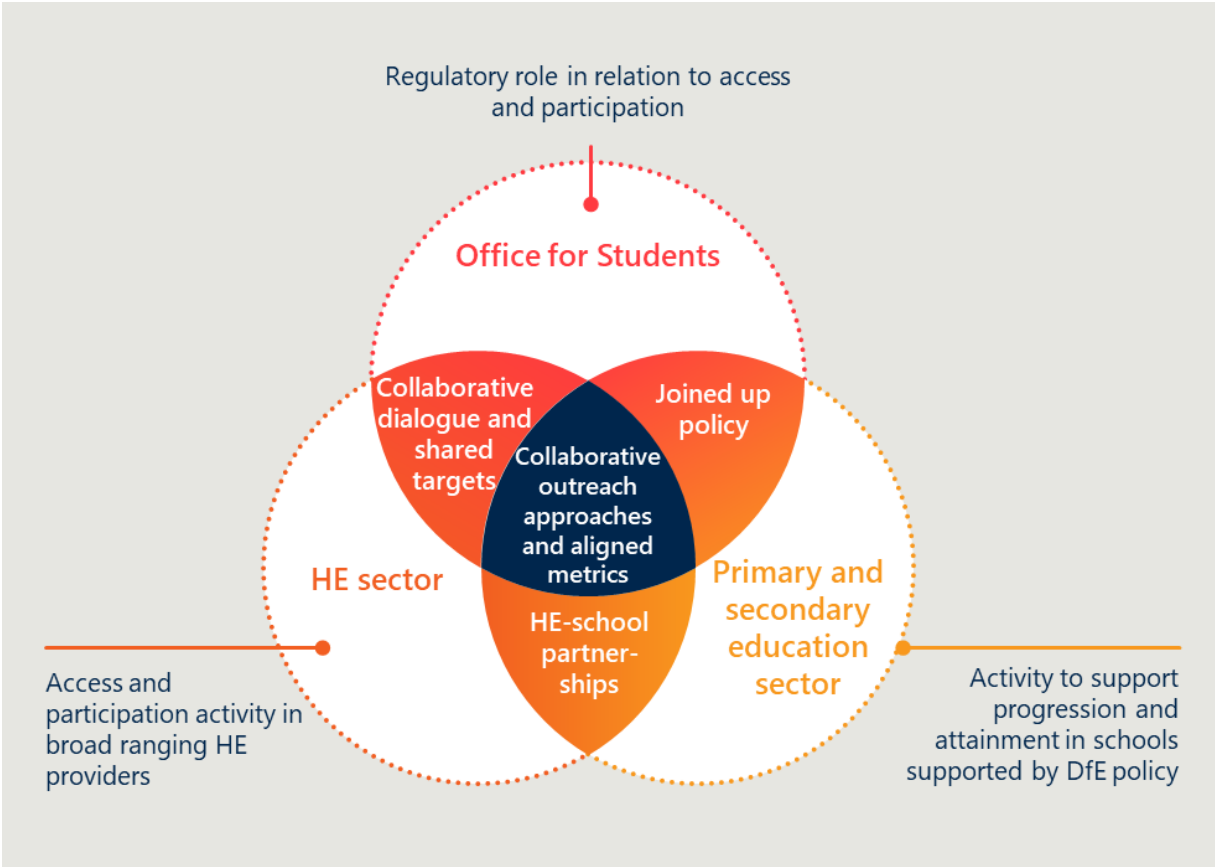 Regulatory role in relation to access
and participation
Office for Students
Collaborative
dialogue and
shared
targets
Joined up
policy
Collaborative
outreach
approaches
and aligned
metrics
HE sector
Primary and
secondary
education
sector
HE-school
partner-
ships
Access and
participation activity in
broad ranging HE
providers
Activity to support
progression and
attainment in schools
supported by DfE policy